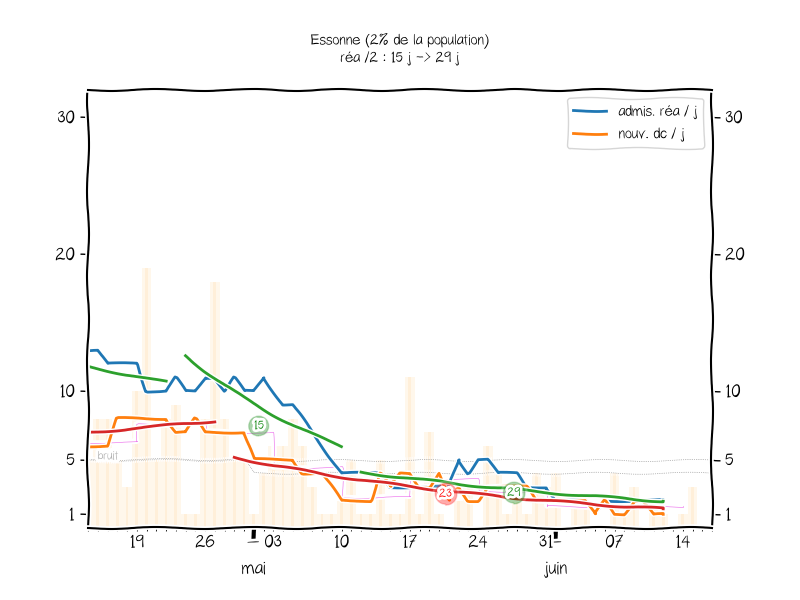 Essonne (2% de la population)
réa /2 : 15 j -> 29 j
admis. réa / j
nouv. dc / j
30 30
20 20
10 10
5 5
1 1
bruit
15
23
29
19 26 03 10 17 24 31 07 14
mai juin